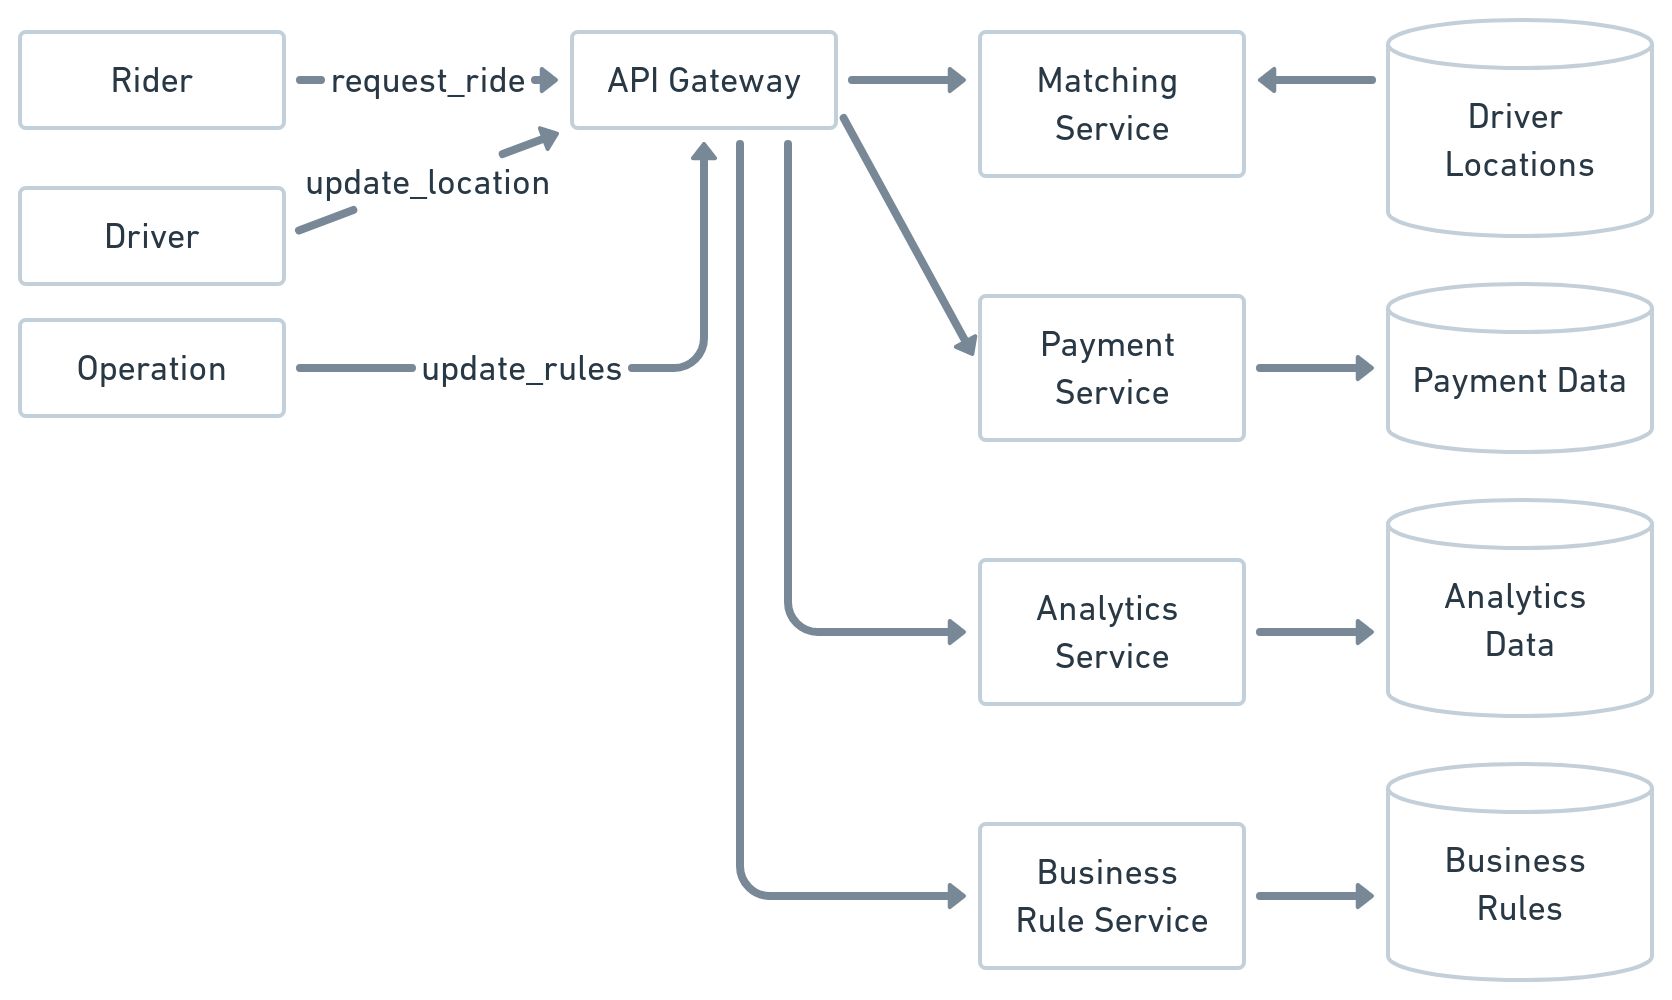 Rider
request_ride
API Gateway
Matching
Service
Driver
Locations
update_location
Driver
Operation
update_rules
Payment
Service
Payment Data
Analytics
Service
Analytics
Data
Business
Rule Service
Business
Rules